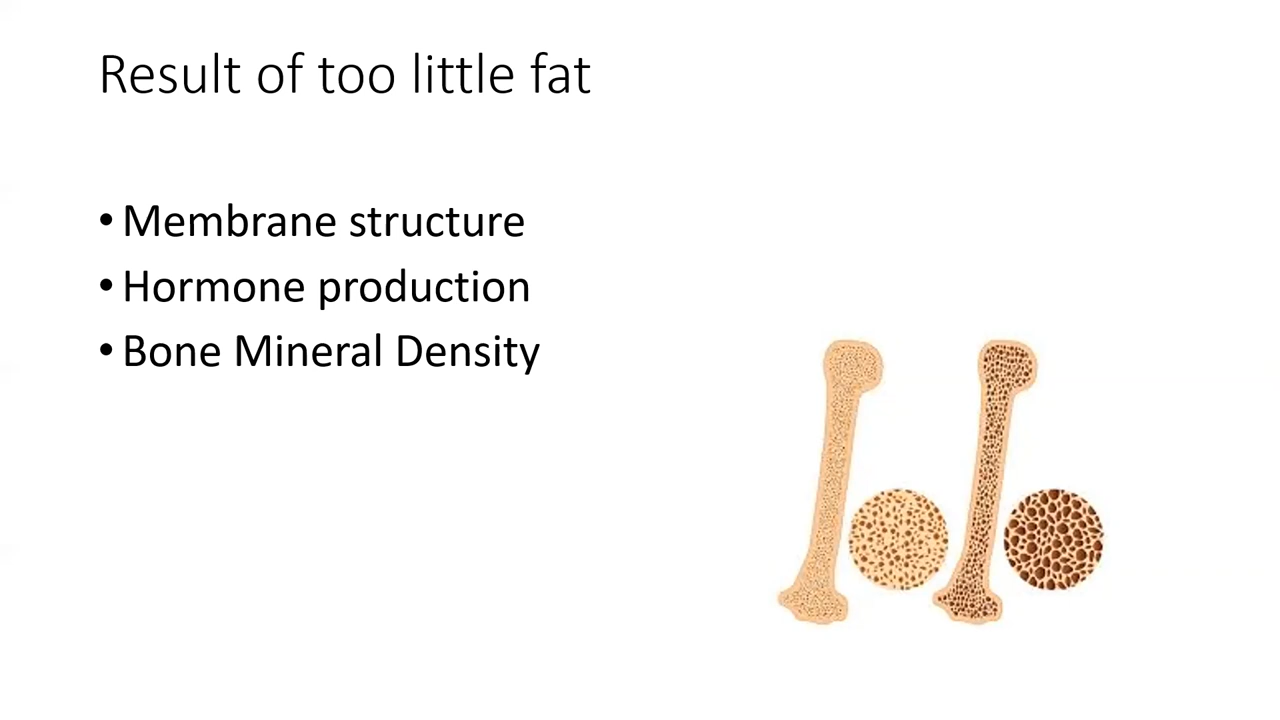 Result of too little fat
• Membrane structure
• Hormone production
• Bone Mineral Density